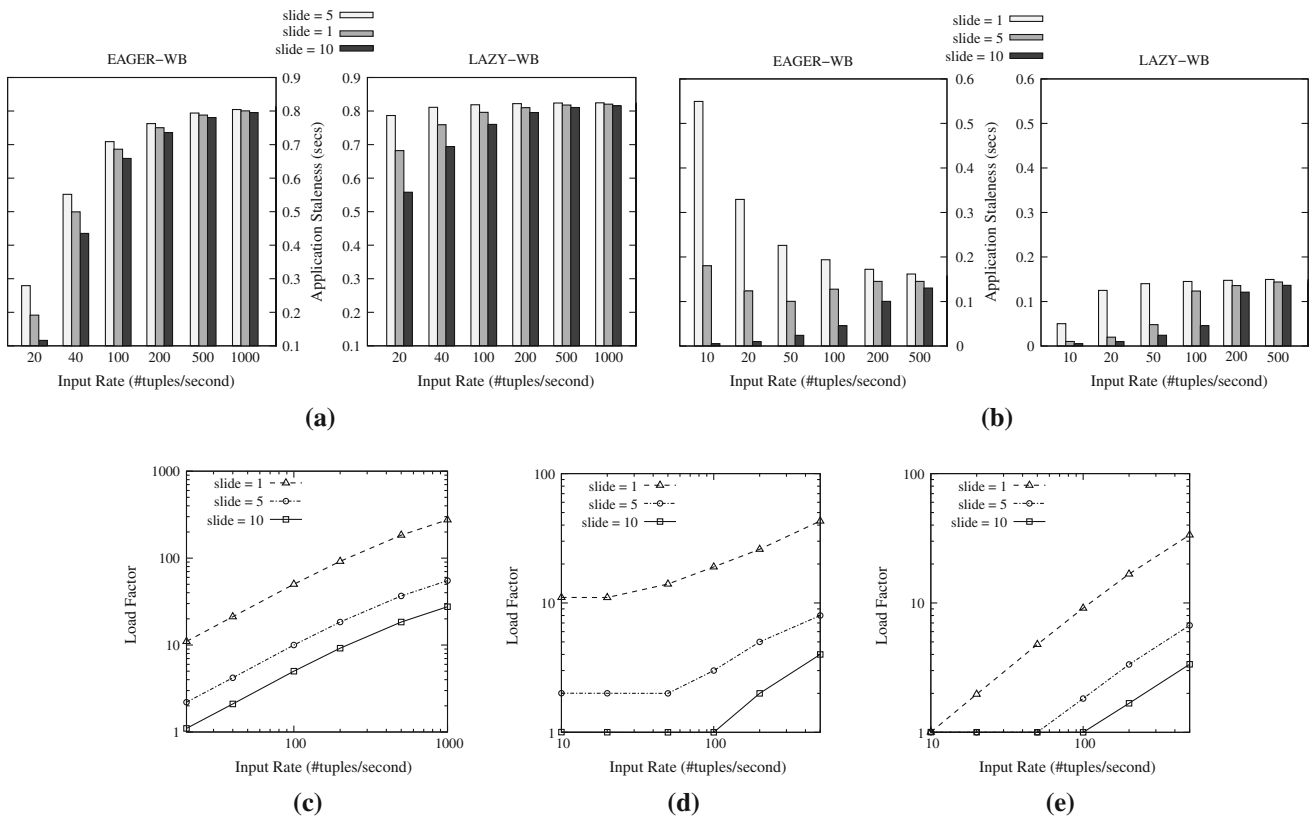 slide = 5
slide = 1
slide = 10
EAGER−WB
LAZY−WB
0.9
0.8
0.7
0.6
0.5
0.4
0.3
0.2
0.1
Application Staleness (secs)
0.9
0.8
0.7
0.6
0.5
0.4
0.3
0.2
0.1
20 40 100 200 500 1000
Input Rate (#tuples/second)
20 40 100 200 500 1000
Input Rate (#tuples/second)
(a)
slide = 1
slide = 5
slide = 10
EAGER−WB
LAZY−WB
0.6
0.5
0.4
0.3
0.2
0.1
0
Application Staleness (secs)
0.6
0.5
0.4
0.3
0.2
0.1
0
10 20 50 100 200 500
Input Rate (#tuples/second)
10 20 50 100 200 500
Input Rate (#tuples/second)
(b)
Load Factor
1000
100
10
1
slide = 1
slide = 5
slide = 10
100 1000
Input Rate (#tuples/second)
(c)
Load Factor
100
10
1
slide = 1
slide = 5
slide = 10
10 100
Input Rate (#tuples/second)
(d)
Load Factor
100
10
1
slide = 1
slide = 5
slide = 10
10 100
Input Rate (#tuples/second)
(e)